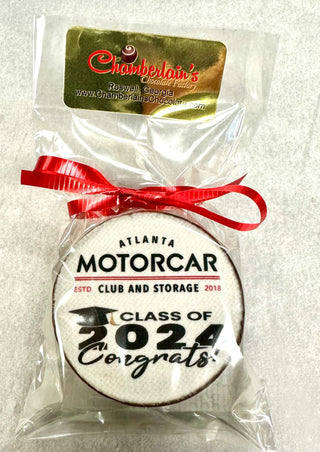 Chamberlain's
Chocolate Factory
Roswell, Georgia
www.ChamberlainsChocolate.com
ATLANTA
MOTORCAR
ESTD CLUB AND STORAGE 2018
CLASS OF
2024
Congrats!